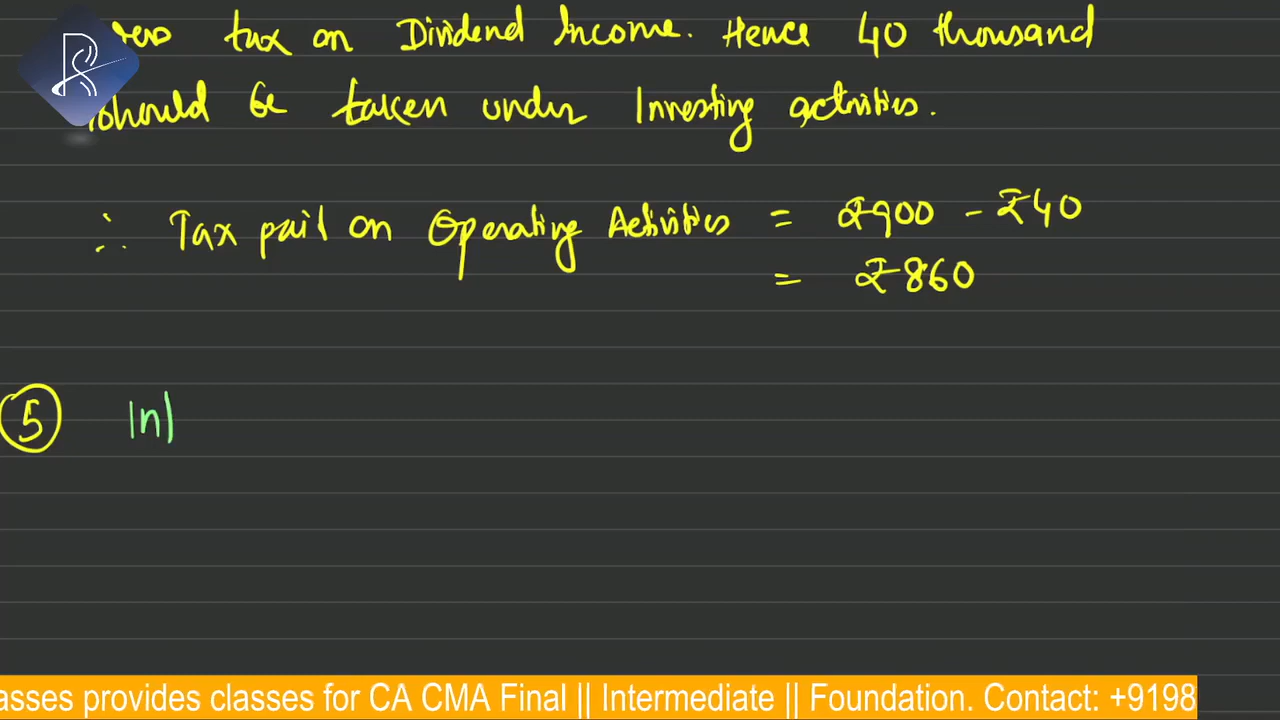 tax on Dividend Income. Hence 40 thousand
should be taken under Investing activities.
∴ Tax paid on Operating Activities = ₹900 - ₹40
= ₹860
5 In
asses provides classes for CA CMA Final || Intermediate || Foundation. Contact: +9198